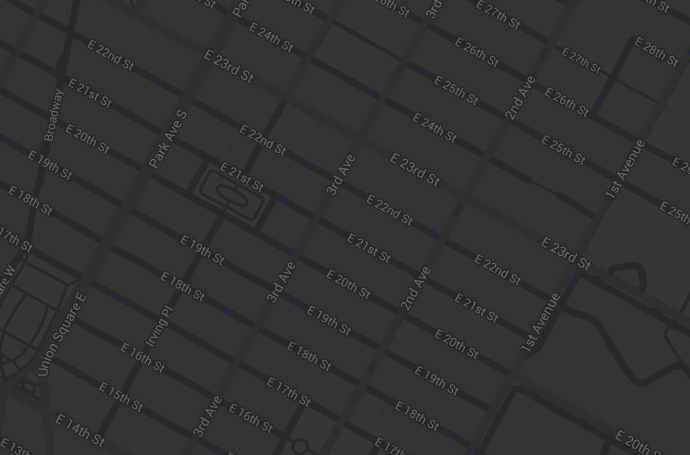 E 24th St
E 27th St
E 26th St
E 28th St
E 27th St
E 22nd St
E 23rd St
E 25th St
2nd Ave
E 26th St
E 21st St
Broadway
E 24th St
E 25th St
E 20th St
Park Ave S
E 22nd St
E 19th St
E 21st St
3rd Ave
E 23rd St
1st Avenue
E 18th St
E 22nd St
E 25th
17th St
E 19th St
E 21st St
E 23rd St
E 18th St
3rd Ave
E 20th St
2nd Ave
E 22nd St
E 21st St
Union Square E
Irving Pl
E 19th St
E 20th St
1st Avenue
E 16th St
E 18th St
E 19th St
E 15th St
E 17th St
3rd Ave
E 16th St
E 18th St
E 14th St
E 13th
E 17th
E 20th St